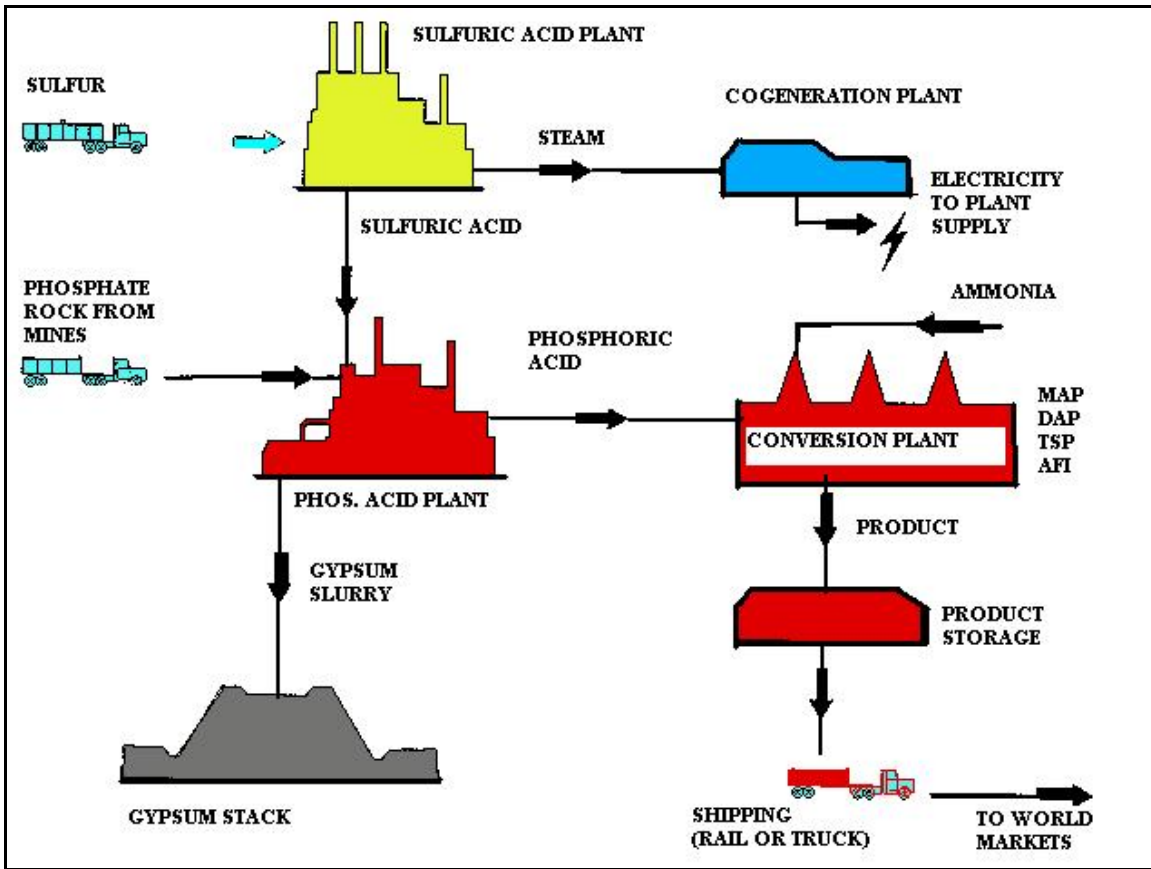 SULFURIC ACID PLANT
SULFUR
COGENERATION PLANT
STEAM
ELECTRICITY
TO PLANT
SUPPLY
SULFURIC ACID
PHOSPHATE
ROCK FROM
MINES
AMMONIA
PHOSPHORIC
ACID
MAP
DAP
TSP
AFI
CONVERSION PLANT
PHOS. ACID PLANT
PRODUCT
GYPSUM
SLURRY
PRODUCT
STORAGE
GYPSUM STACK
SHIPPING
(RAIL OR TRUCK)
TO WORLD
MARKETS